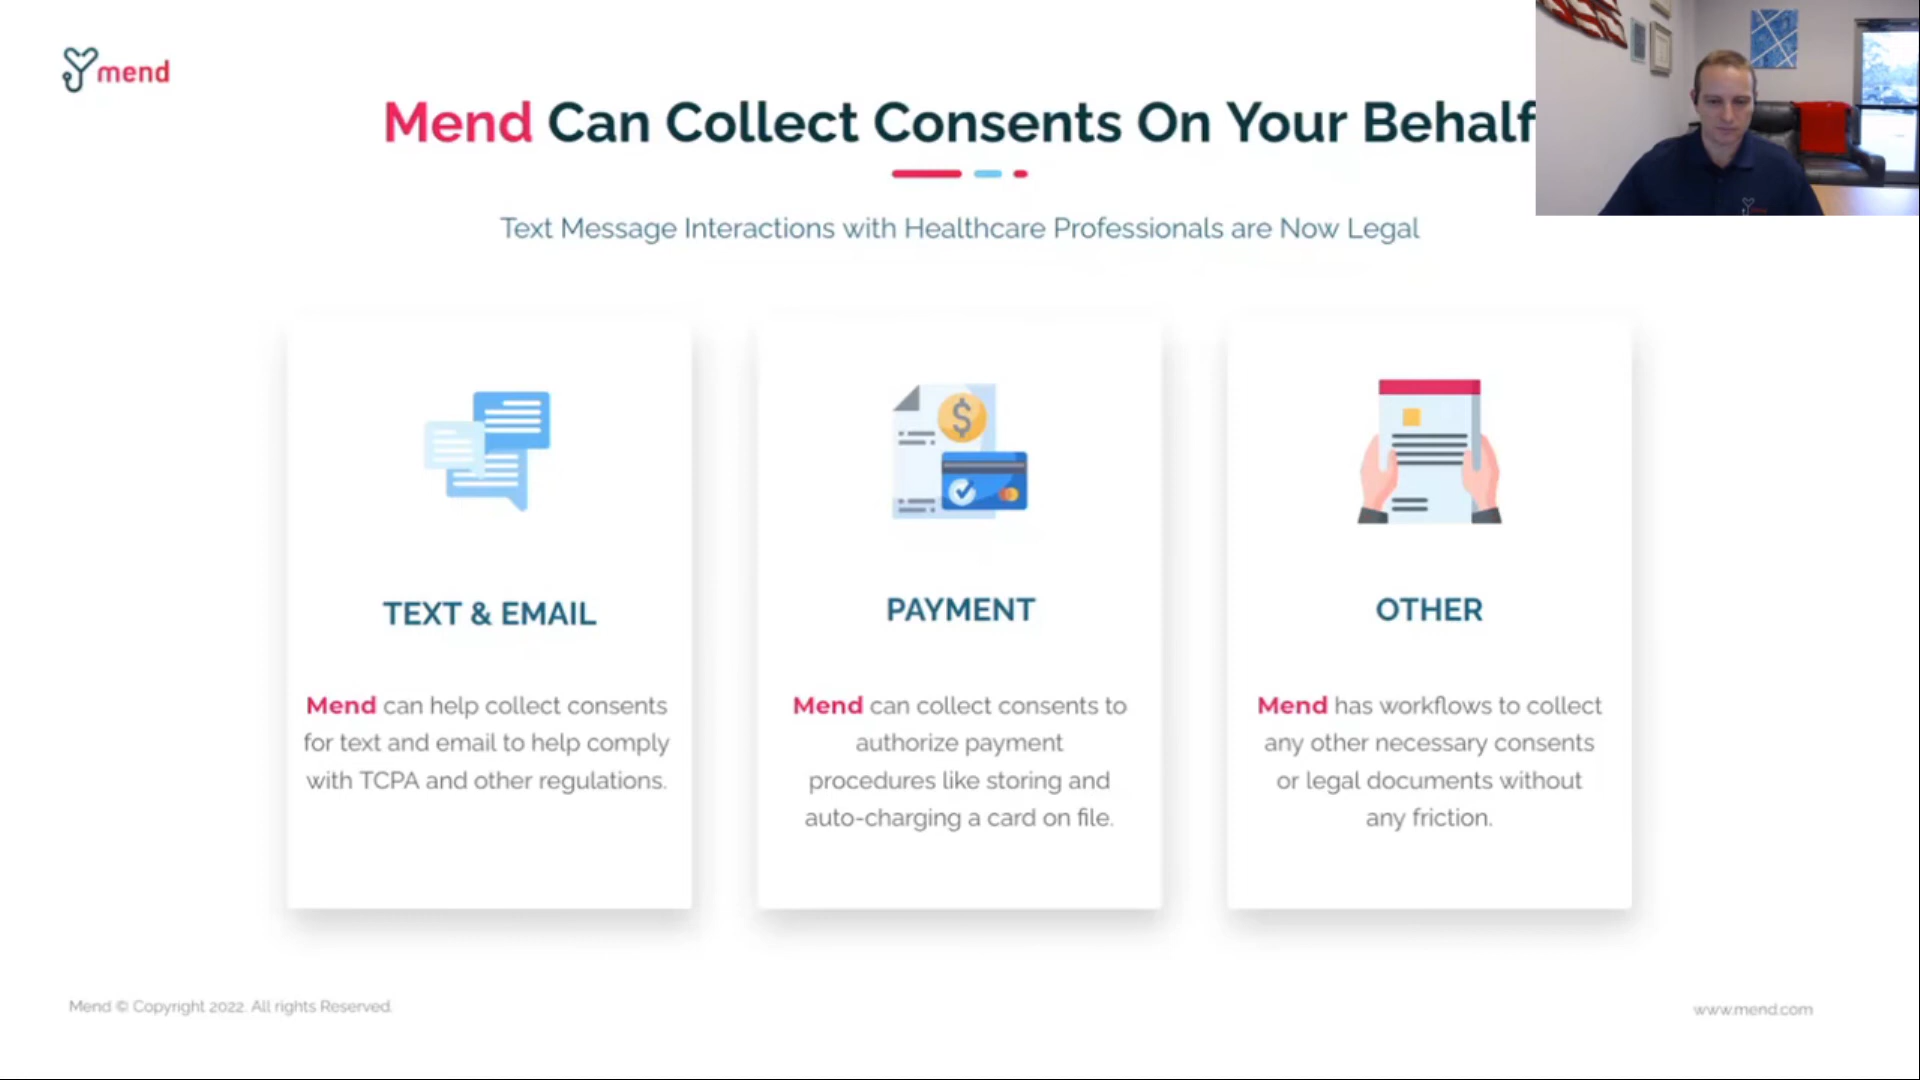 mend
Mend Can Collect Consents On Your Behalf
Text Message Interactions with Healthcare Professionals are Now Legal
TEXT & EMAIL
Mend can help collect consents
for text and email to help comply
with TCPA and other regulations.
$
PAYMENT
Mend can collect consents to
authorize payment
procedures like storing and
auto-charging a card on file.
OTHER
Mend has workflows to collect
any other necessary consents
or legal documents without
any friction.
Mend © Copyright 2022. All rights Reserved.
www.mend.com